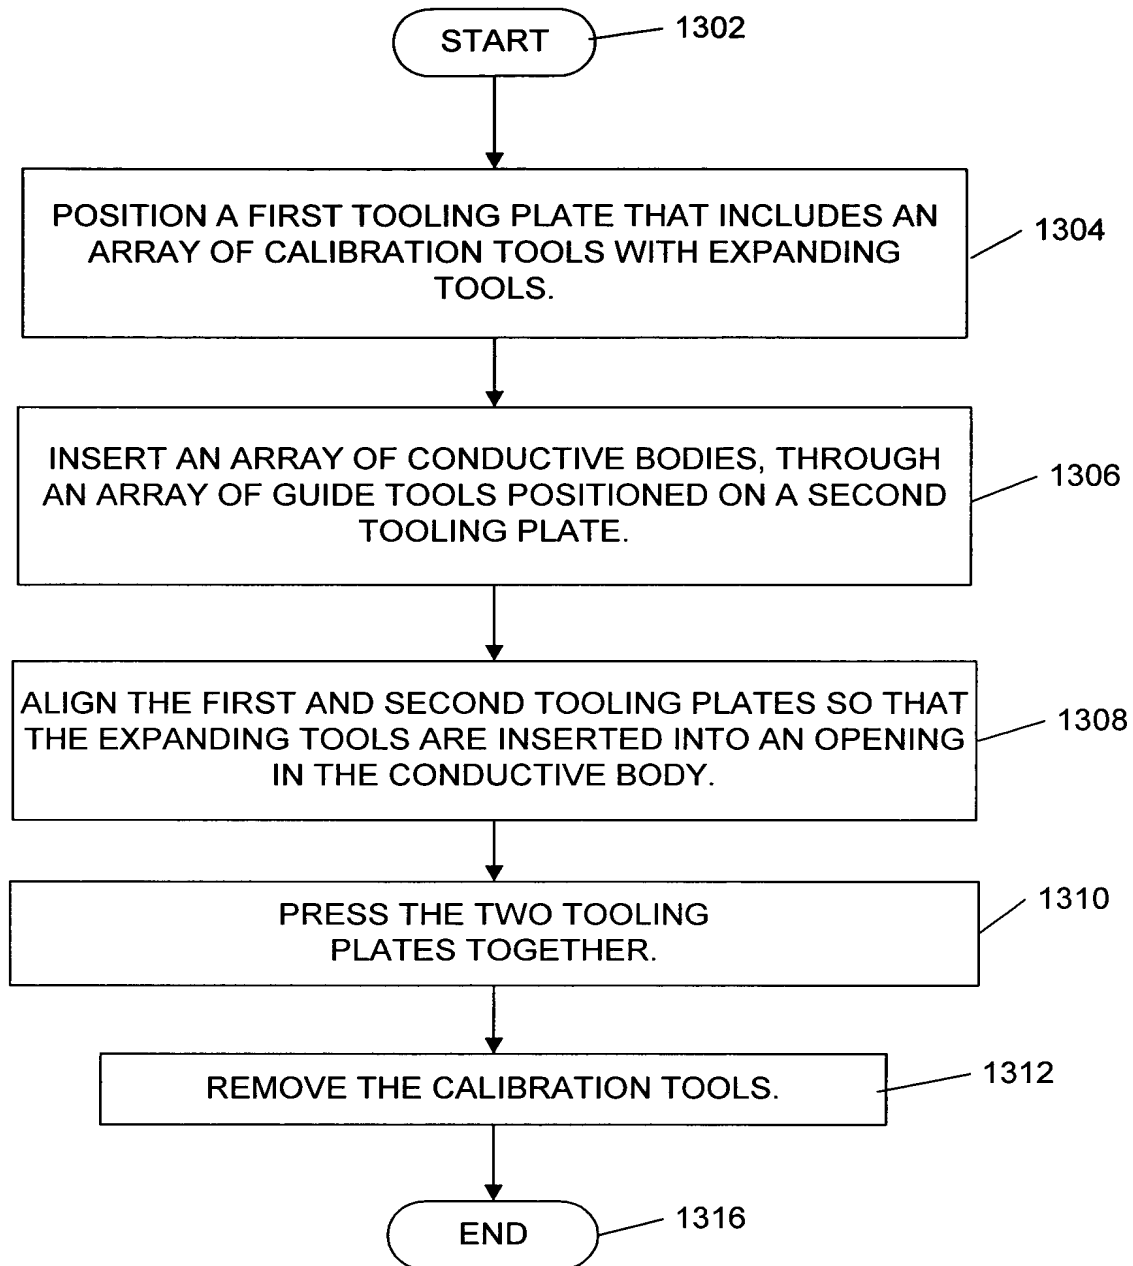 START
1302
POSITION A FIRST TOOLING PLATE THAT INCLUDES AN
ARRAY OF CALIBRATION TOOLS WITH EXPANDING
TOOLS.
1304
INSERT AN ARRAY OF CONDUCTIVE BODIES, THROUGH
AN ARRAY OF GUIDE TOOLS POSITIONED ON A SECOND
TOOLING PLATE.
1306
ALIGN THE FIRST AND SECOND TOOLING PLATES SO THAT
THE EXPANDING TOOLS ARE INSERTED INTO AN OPENING
IN THE CONDUCTIVE BODY.
1308
PRESS THE TWO TOOLING
PLATES TOGETHER.
1310
REMOVE THE CALIBRATION TOOLS.
1312
END
1316